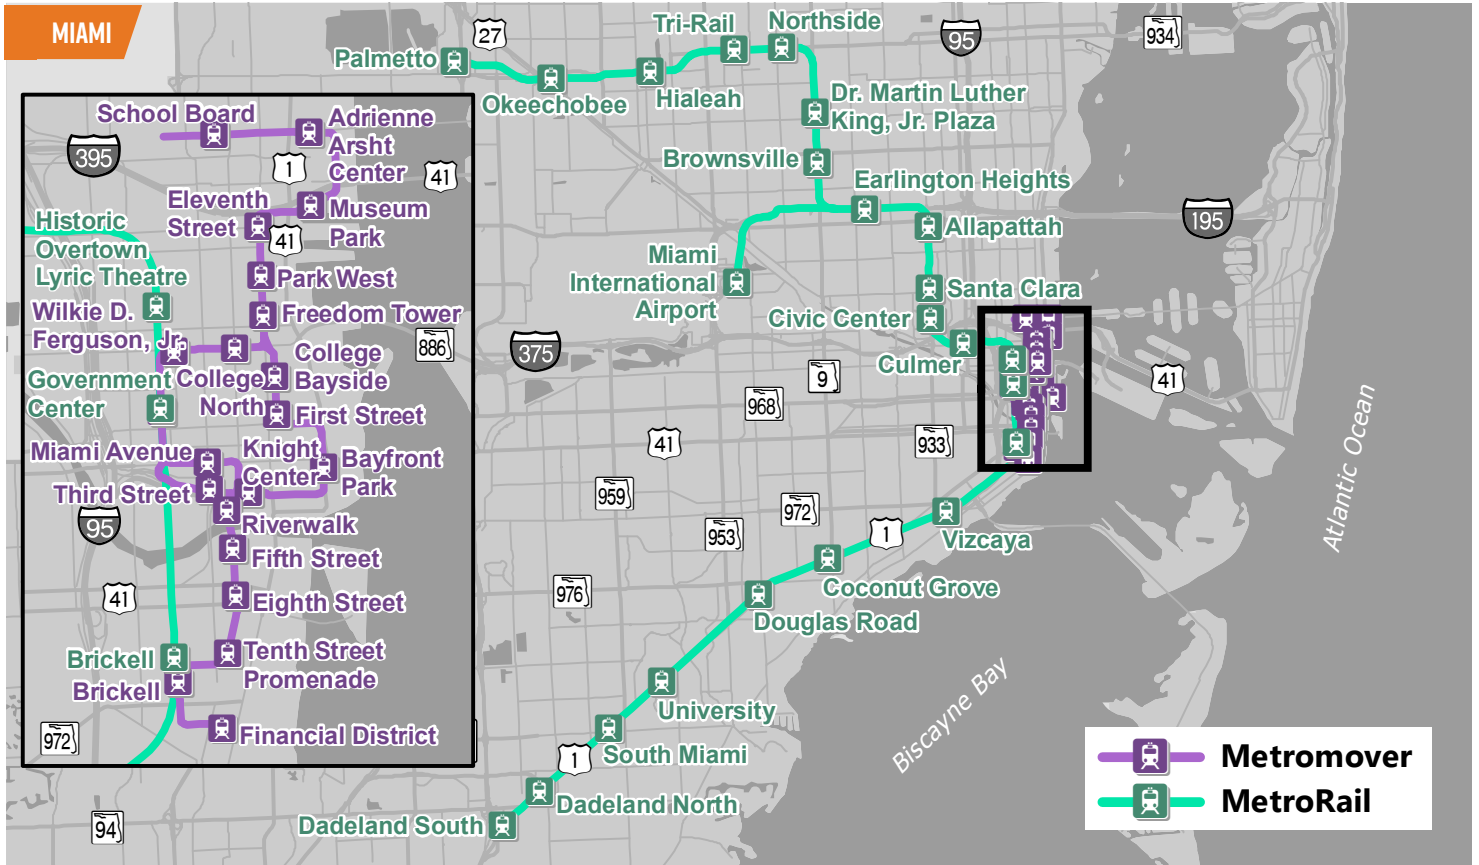 MIAMI
27
Tri-Rail
Northside
95
934
Palmetto
Okeechobee
Hialeah
Dr. Martin Luther
King, Jr. Plaza
Brownsville
Earlington Heights
195
Allapattah
Miami
International
Airport
Santa Clara
Civic Center
Culmer
375
9
968
41
41
933
959
972
953
1
976
Vizcaya
Coconut Grove
Douglas Road
University
South Miami
1
Dadeland North
Dadeland South
94
Atlantic Ocean
Biscayne Bay
School Board
Adrienne
Arsht
Center
395
1
41
Eleventh
Street
Museum
Park
41
Historic
Overtown
Lyric Theatre
Park West
Wilkie D.
Ferguson, Jr.
Freedom Tower
886
College
Bayside
Government
Center
College
North
First Street
Miami Avenue
Knight
Center
Bayfront
Park
Third Street
95
Riverwalk
Fifth Street
41
Eighth Street
Brickell
Tenth Street
Promenade
Brickell
972
Financial District
Metromover
MetroRail